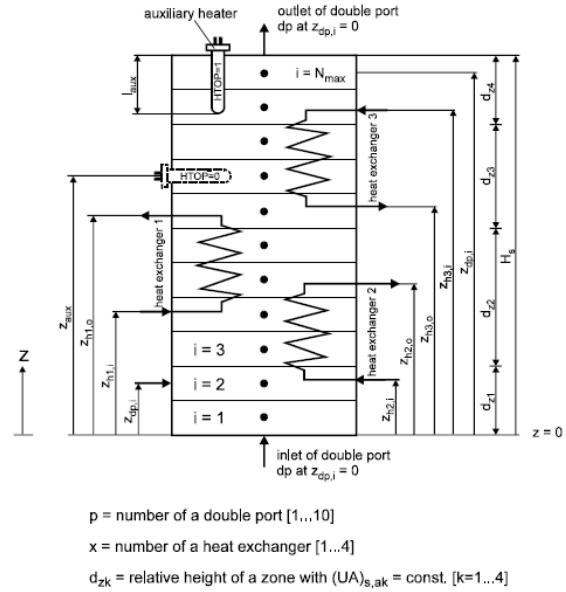 auxiliary heater
outlet of double port
dp at z_dp,i = 0
l_aux
HTOP=1
i = N_max
d_z4
HTOP=0
heat exchanger 3
d_z3
heat exchanger 1
z_aux
z_h1,o
z_h1,i
z_dp,i
heat exchanger 2
z_h2,i
z_h2,o
z_h3,o
z_h3,i
z_dp,i
d_z2
H_s
d_z1
Z
i = 3
i = 2
i = 1
z = 0
inlet of double port
dp at z_dp,i = 0
p = number of a double port [1...10]
x = number of a heat exchanger [1...4]
d_zk = relative height of a zone with (UA)_s,ak = const. [k=1...4]